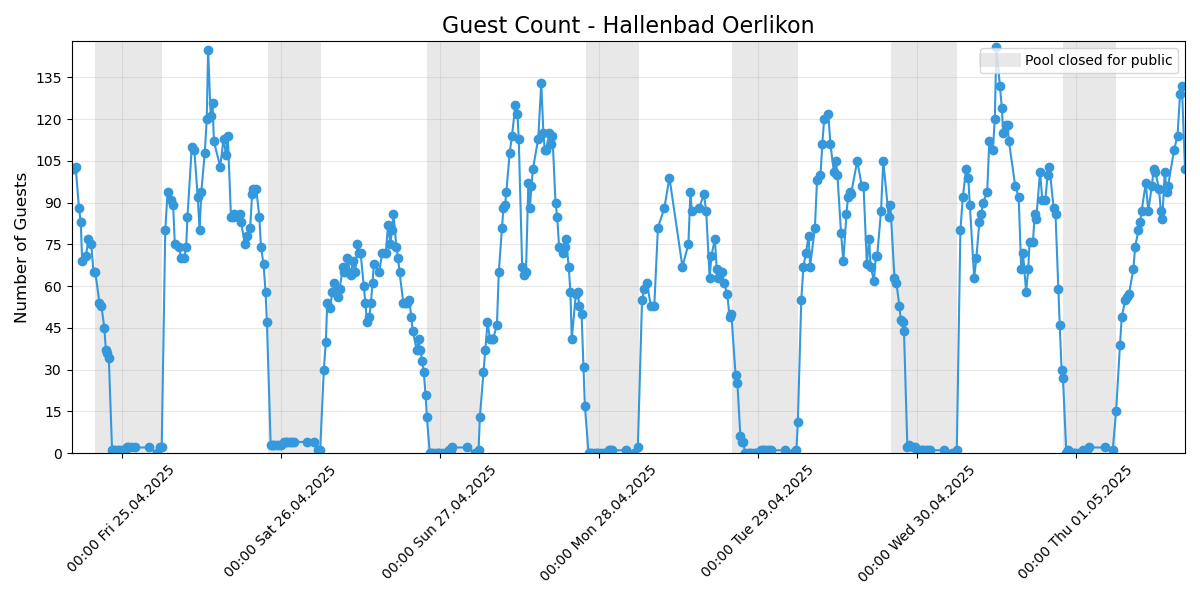 Guest Count - Hallenbad Oerlikon
Pool closed for public
Number of Guests
135
120
105
90
75
60
45
30
15
0
00:00 Fri 25.04.2025
00:00 Sat 26.04.2025
00:00 Sun 27.04.2025
00:00 Mon 28.04.2025
00:00 Tue 29.04.2025
00:00 Wed 30.04.2025
00:00 Thu 01.05.2025